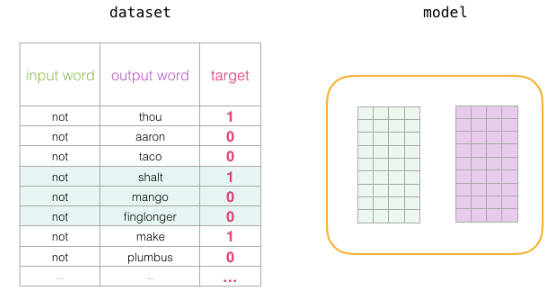 dataset
model
input word output word target
not thou 1
not aaron 0
not taco 0
not shalt 1
not mango 0
not finglonger 0
not make 1
not plumbus 0
... ... ...